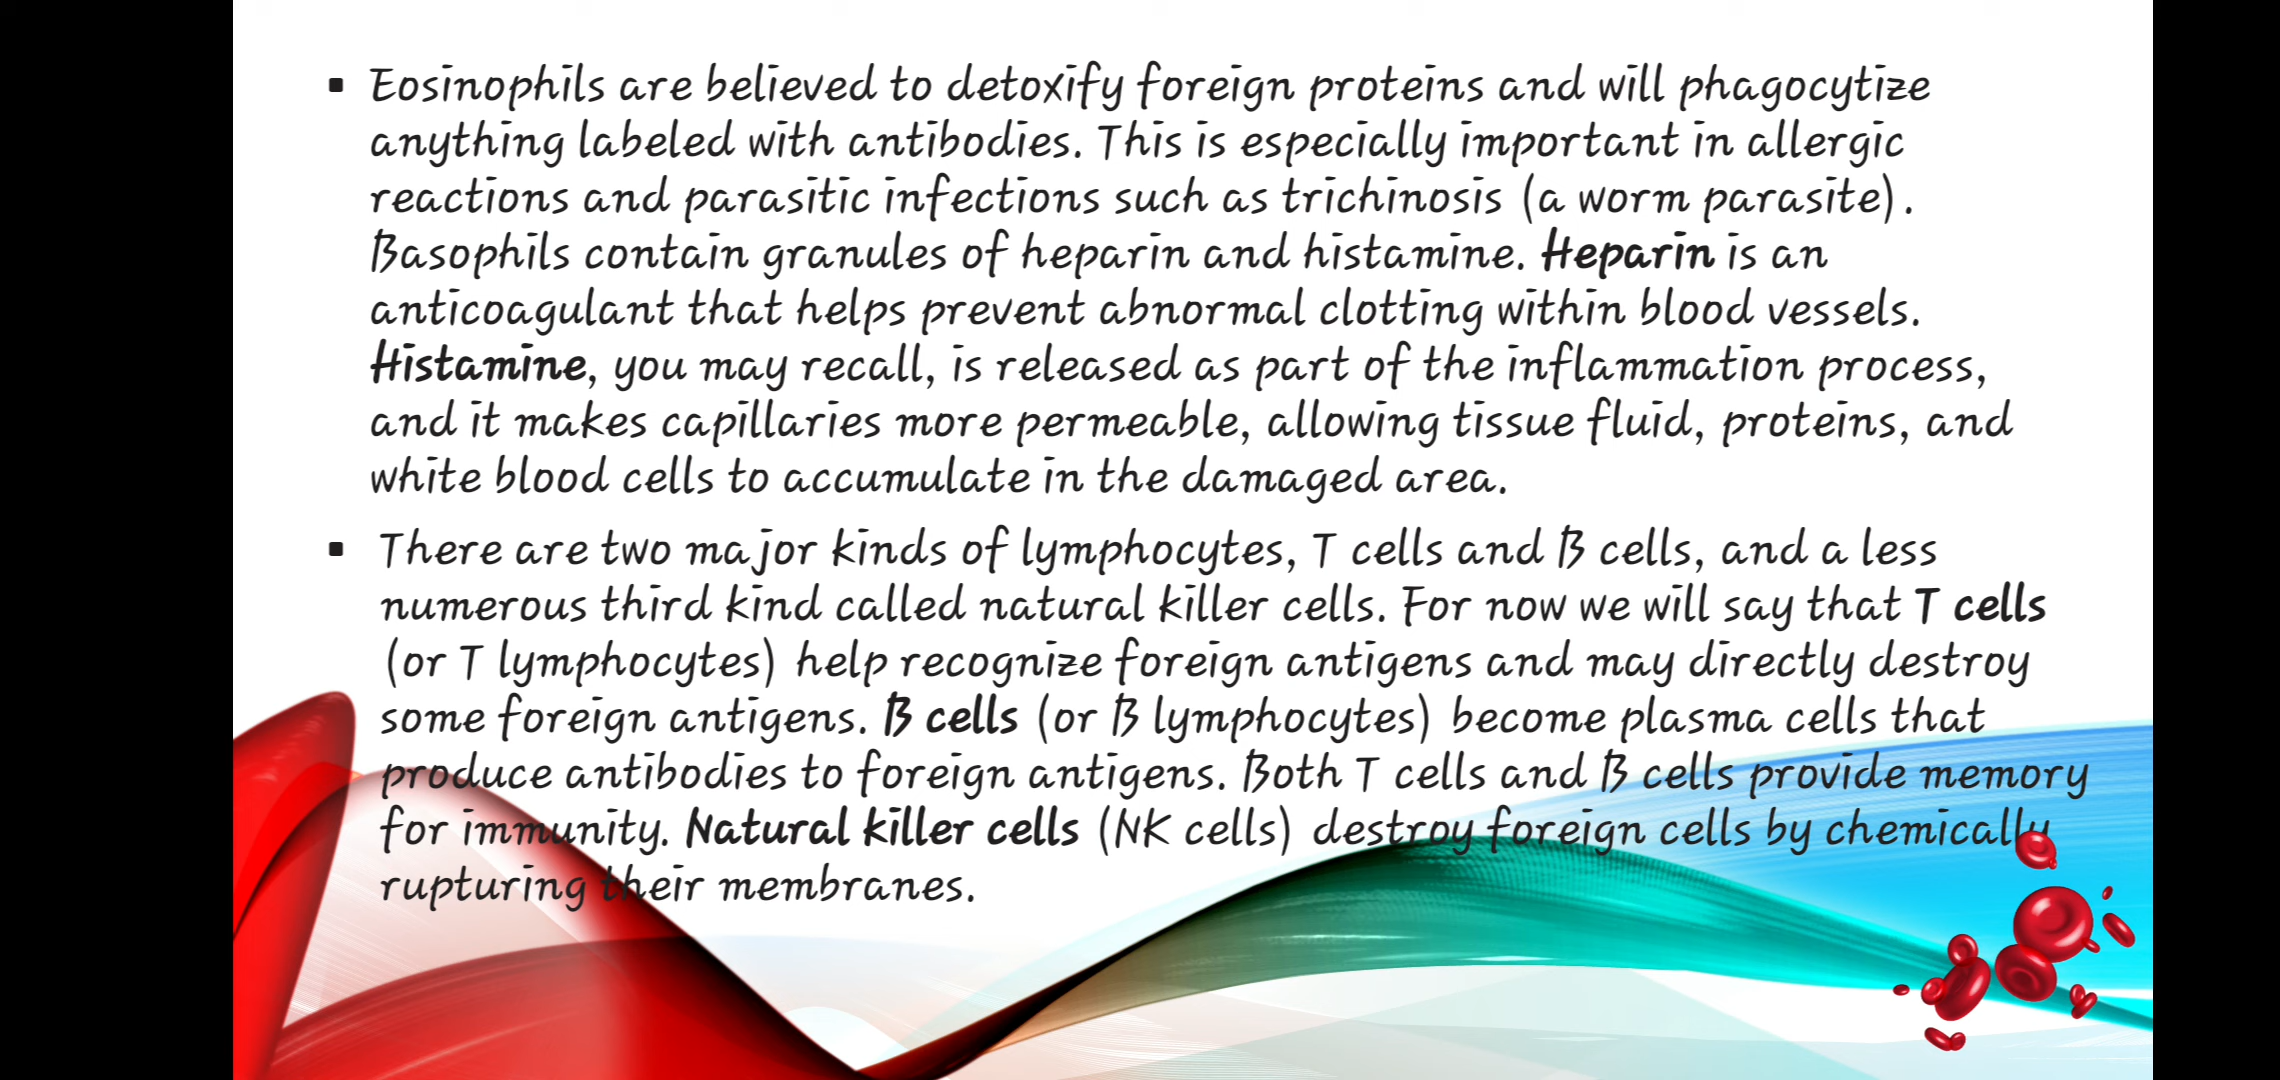 ▪ Eosinophils are believed to detoxify foreign proteins and will phagocytize
anything labeled with antibodies. This is especially important in allergic
reactions and parasitic infections such as trichinosis (a worm parasite).
Basophils contain granules of heparin and histamine. Heparin is an
anticoagulant that helps prevent abnormal clotting within blood vessels.
Histamine, you may recall, is released as part of the inflammation process,
and it makes capillaries more permeable, allowing tissue fluid, proteins, and
white blood cells to accumulate in the damaged area.
▪ There are two major kinds of lymphocytes, T cells and B cells, and a less
numerous third kind called natural killer cells. For now we will say that T cells
(or T lymphocytes) help recognize foreign antigens and may directly destroy
some foreign antigens. B cells (or B lymphocytes) become plasma cells that
produce antibodies to foreign antigens. Both T cells and B cells provide memory
for immunity. Natural killer cells (NK cells) destroy foreign cells by chemically
rupturing their membranes.